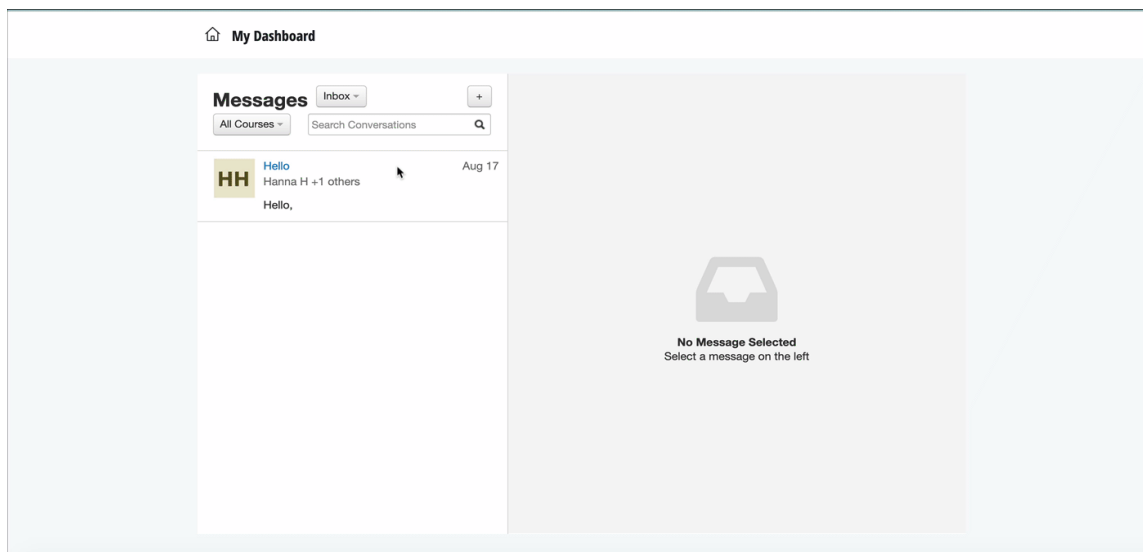 My Dashboard
Messages Inbox +
All Courses Search Conversations
HH Hello Aug 17
Hanna H +1 others
Hello,
No Message Selected
Select a message on the left